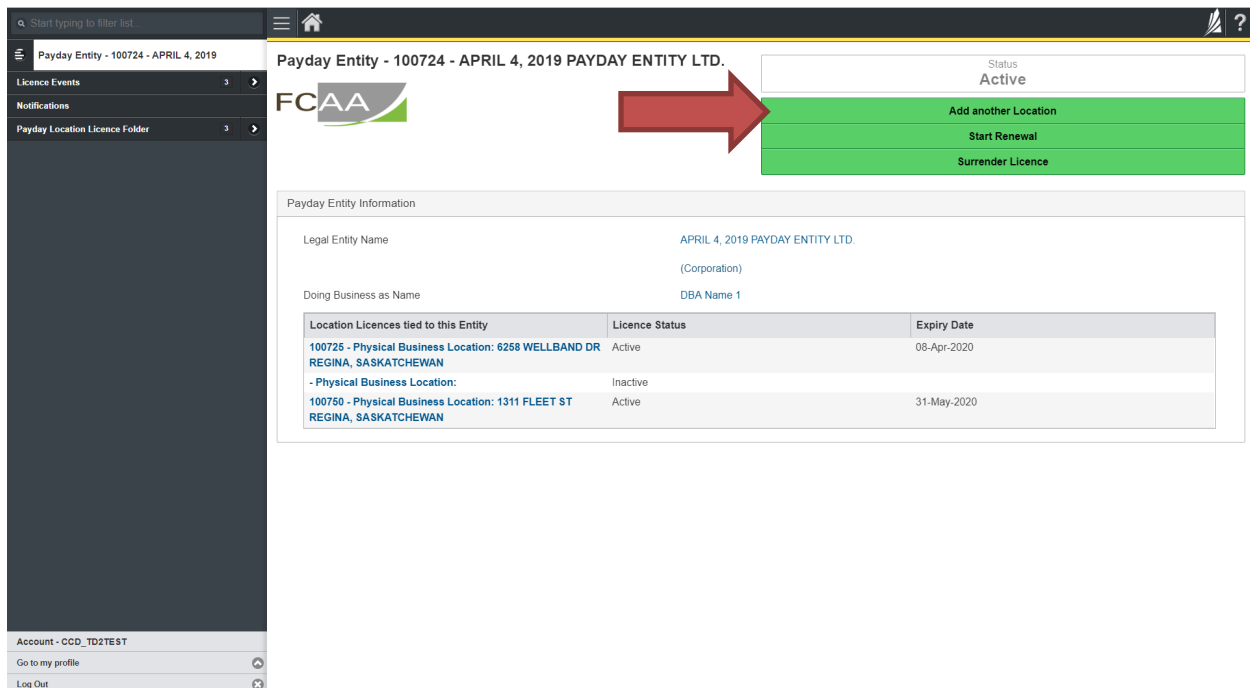 Start typing to filter list...
?
Payday Entity - 100724 - APRIL 4, 2019
Licence Events 3
Notifications
Payday Location Licence Folder 3
Payday Entity - 100724 - APRIL 4, 2019 PAYDAY ENTITY LTD.
FCAA
Status
Active
Add another Location
Start Renewal
Surrender Licence
Payday Entity Information
Legal Entity Name APRIL 4, 2019 PAYDAY ENTITY LTD.
(Corporation)
Doing Business as Name DBA Name 1
Location Licences tied to this Entity Licence Status Expiry Date
100725 - Physical Business Location: 6258 WELLBAND DR Active 08-Apr-2020
REGINA, SASKATCHEWAN
- Physical Business Location: Inactive
100750 - Physical Business Location: 1311 FLEET ST Active 31-May-2020
REGINA, SASKATCHEWAN
Account - CCD_TD2TEST
Go to my profile
Log Out